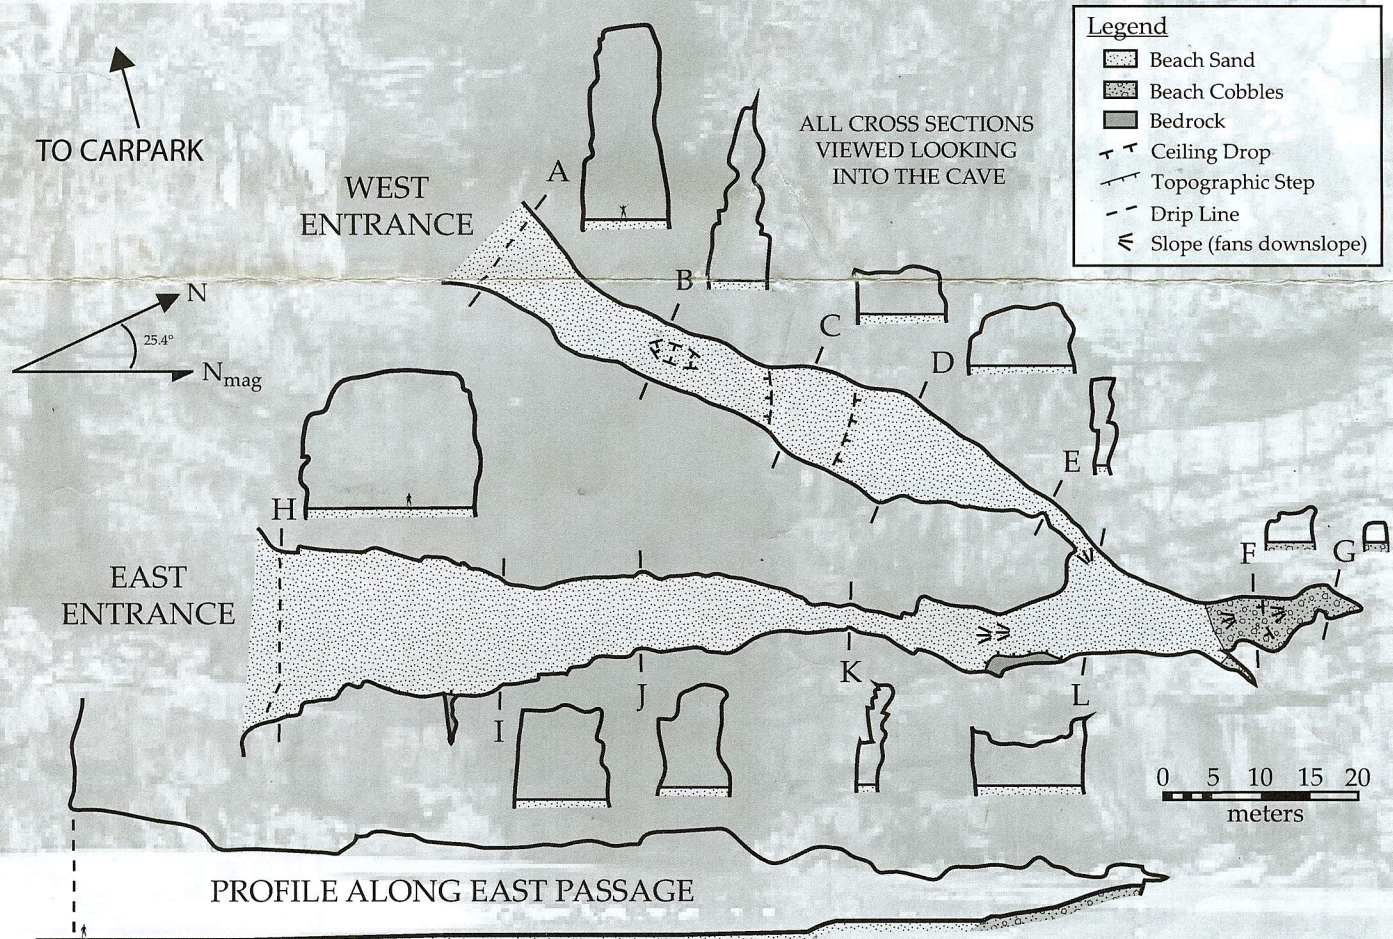 Legend
Beach Sand
Beach Cobbles
Bedrock
Ceiling Drop
Topographic Step
Drip Line
Slope (fans downslope)
TO CARPARK
ALL CROSS SECTIONS
VIEWED LOOKING
INTO THE CAVE
WEST
ENTRANCE
A
B
C
D
E
F
G
N
25.4°
Nmag
H
EAST
ENTRANCE
I
J
K
L
0 5 10 15 20
meters
PROFILE ALONG EAST PASSAGE